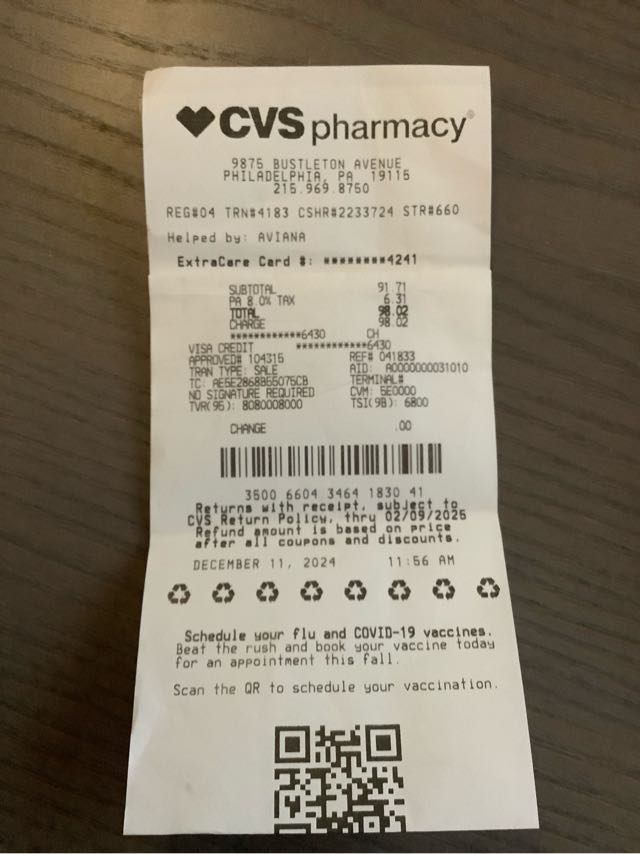 CVS pharmacy®
9875 BUSTLETON AVENUE
PHILADELPHIA, PA 19115
215.969.8750
REG#04 TRN#4183 CSHR#2233724 STR#660
Helped by: AVIANA
ExtraCare Card #: ********4241
SUBTOTAL 91.71
PA 8.0% TAX 6.31
TOTAL 98.02
CHARGE 98.02
************6430 CH
VISA CREDIT ************6430
APPROVED# 104315 REF# 041833
TRAN TYPE: SALE AID: A0000000031010
TC: AE5E2868B55075CB TERMINAL#
NO SIGNATURE REQUIRED CVM: 5E0000
TVR(95): 8080008000 TSI(9B): 6800
CHANGE .00
3500 6604 3464 1830 41
Returns with receipt, subject to
CVS Return Policy, thru 02/09/2025
Refund amount is based on price
after all coupons and discounts.
DECEMBER 11, 2024 11:56 AM
Schedule your flu and COVID-19 vaccines.
Beat the rush and book your vaccine today
for an appointment this fall.
Scan the QR to schedule your vaccination.